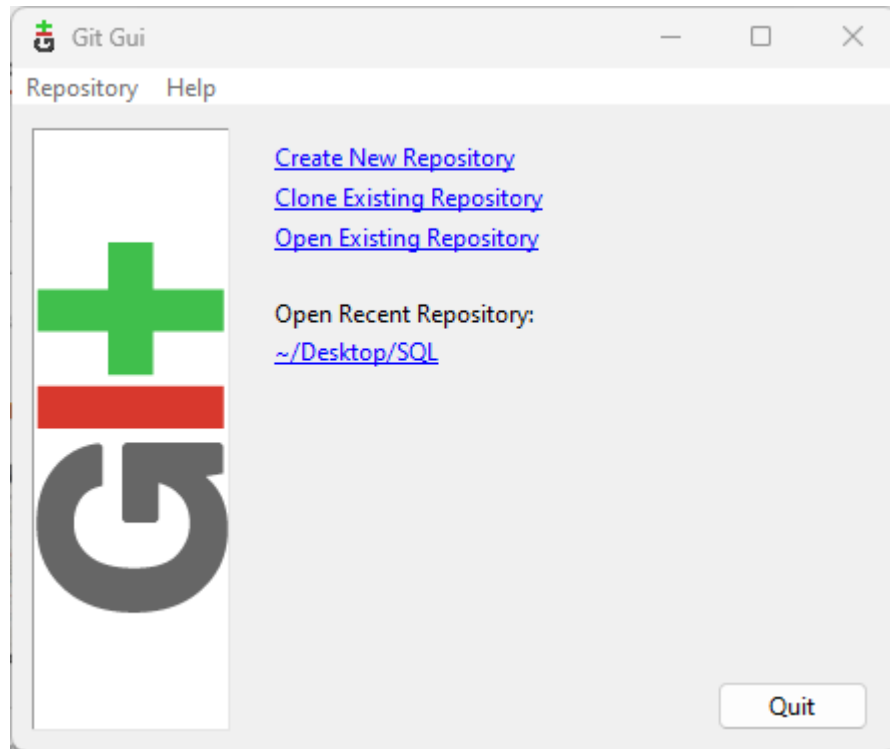 Git Gui
Repository Help
Create New Repository
Clone Existing Repository
Open Existing Repository
Open Recent Repository:
~/Desktop/SQL
GIt
Quit